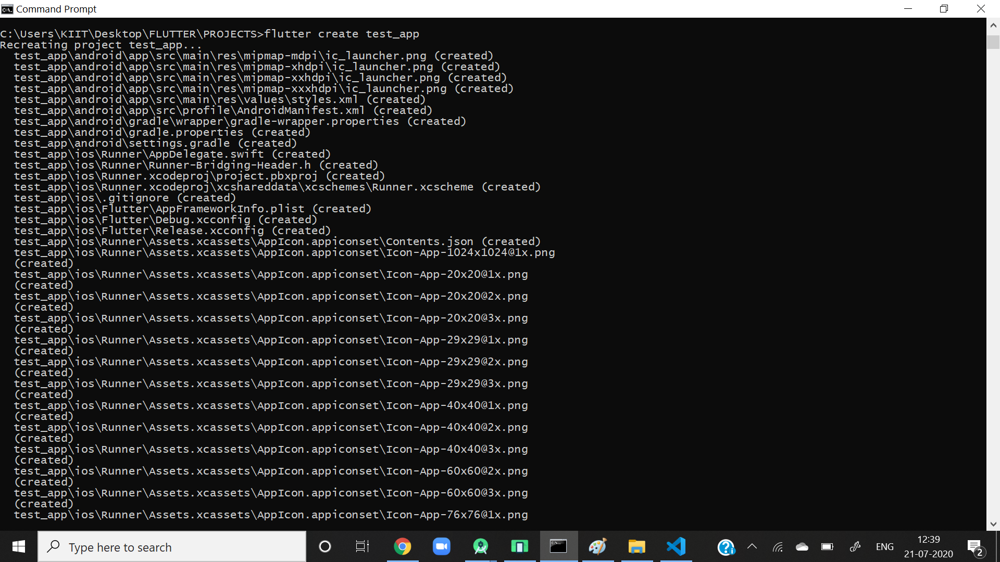 Command Prompt
C:\Users\KIIT\Desktop\FLUTTER\PROJECTS>flutter create test_app
Recreating project test_app...
test_app\android\app\src\main\res\mipmap-mdpi\ic_launcher.png (created)
test_app\android\app\src\main\res\mipmap-xhdpi\ic_launcher.png (created)
test_app\android\app\src\main\res\mipmap-xxhdpi\ic_launcher.png (created)
test_app\android\app\src\main\res\mipmap-xxxhdpi\ic_launcher.png (created)
test_app\android\app\src\main\res\values\styles.xml (created)
test_app\android\app\src\profile\AndroidManifest.xml (created)
test_app\android\gradle\wrapper\gradle-wrapper.properties (created)
test_app\android\gradle.properties (created)
test_app\android\settings.gradle (created)
test_app\ios\Runner\AppDelegate.swift (created)
test_app\ios\Runner\Runner-Bridging-Header.h (created)
test_app\ios\Runner.xcodeproj\project.pbxproj (created)
test_app\ios\Runner.xcodeproj\xcshareddata\xcschemes\Runner.xcscheme (created)
test_app\ios\.gitignore (created)
test_app\ios\Flutter\AppFrameworkInfo.plist (created)
test_app\ios\Flutter\Debug.xcconfig (created)
test_app\ios\Flutter\Release.xcconfig (created)
test_app\ios\Runner\Assets.xcassets\AppIcon.appiconset\Contents.json (created)
test_app\ios\Runner\Assets.xcassets\AppIcon.appiconset\Icon-App-1024x1024@1x.png
(created)
test_app\ios\Runner\Assets.xcassets\AppIcon.appiconset\Icon-App-20x20@1x.png
(created)
test_app\ios\Runner\Assets.xcassets\AppIcon.appiconset\Icon-App-20x20@2x.png
(created)
test_app\ios\Runner\Assets.xcassets\AppIcon.appiconset\Icon-App-20x20@3x.png
(created)
test_app\ios\Runner\Assets.xcassets\AppIcon.appiconset\Icon-App-29x29@1x.png
(created)
test_app\ios\Runner\Assets.xcassets\AppIcon.appiconset\Icon-App-29x29@2x.png
(created)
test_app\ios\Runner\Assets.xcassets\AppIcon.appiconset\Icon-App-29x29@3x.png
(created)
test_app\ios\Runner\Assets.xcassets\AppIcon.appiconset\Icon-App-40x40@1x.png
(created)
test_app\ios\Runner\Assets.xcassets\AppIcon.appiconset\Icon-App-40x40@2x.png
(created)
test_app\ios\Runner\Assets.xcassets\AppIcon.appiconset\Icon-App-40x40@3x.png
(created)
test_app\ios\Runner\Assets.xcassets\AppIcon.appiconset\Icon-App-60x60@2x.png
(created)
test_app\ios\Runner\Assets.xcassets\AppIcon.appiconset\Icon-App-60x60@3x.png
(created)
test_app\ios\Runner\Assets.xcassets\AppIcon.appiconset\Icon-App-76x76@1x.png
Type here to search
ENG
12:39
21-07-2020
2